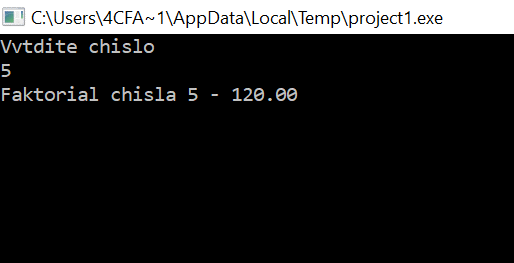 C:\Users\4CFA~1\AppData\Local\Temp\project1.exe
Vvtdite chislo
5
Faktorial chisla 5 - 120.00